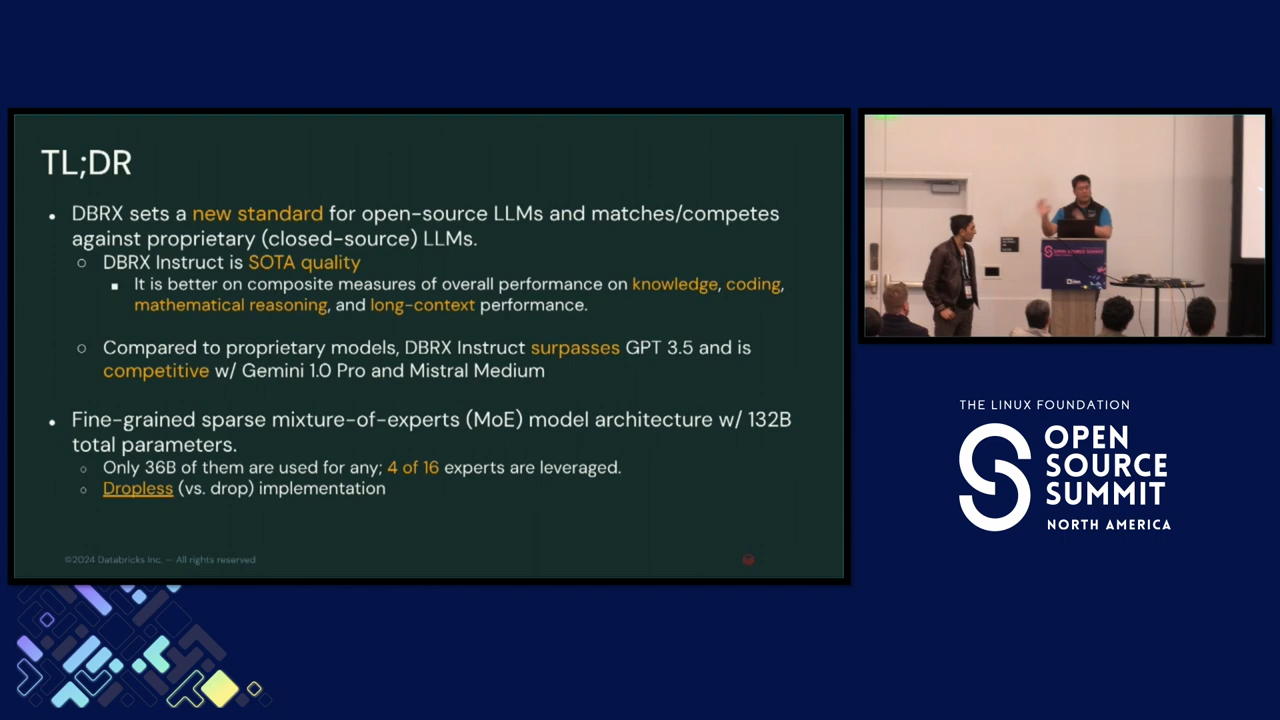 TL;DR
DBRX sets a new standard for open-source LLMs and matches/competes
against proprietary (closed-source) LLMs.
DBRX Instruct is SOTA quality
It is better on composite measures of overall performance on knowledge, coding,
mathematical reasoning, and long-context performance.
Compared to proprietary models, DBRX Instruct surpasses GPT 3.5 and is
competitive w/ Gemini 1.0 Pro and Mistral Medium
Fine-grained sparse mixture-of-experts (MoE) model architecture w/ 132B
total parameters.
Only 36B of them are used for any; 4 of 16 experts are leveraged.
Dropless (vs. drop) implementation
©2024 Databricks Inc. — All rights reserved
THE LINUX FOUNDATION
OPEN
SOURCE
SUMMIT
NORTH AMERICA